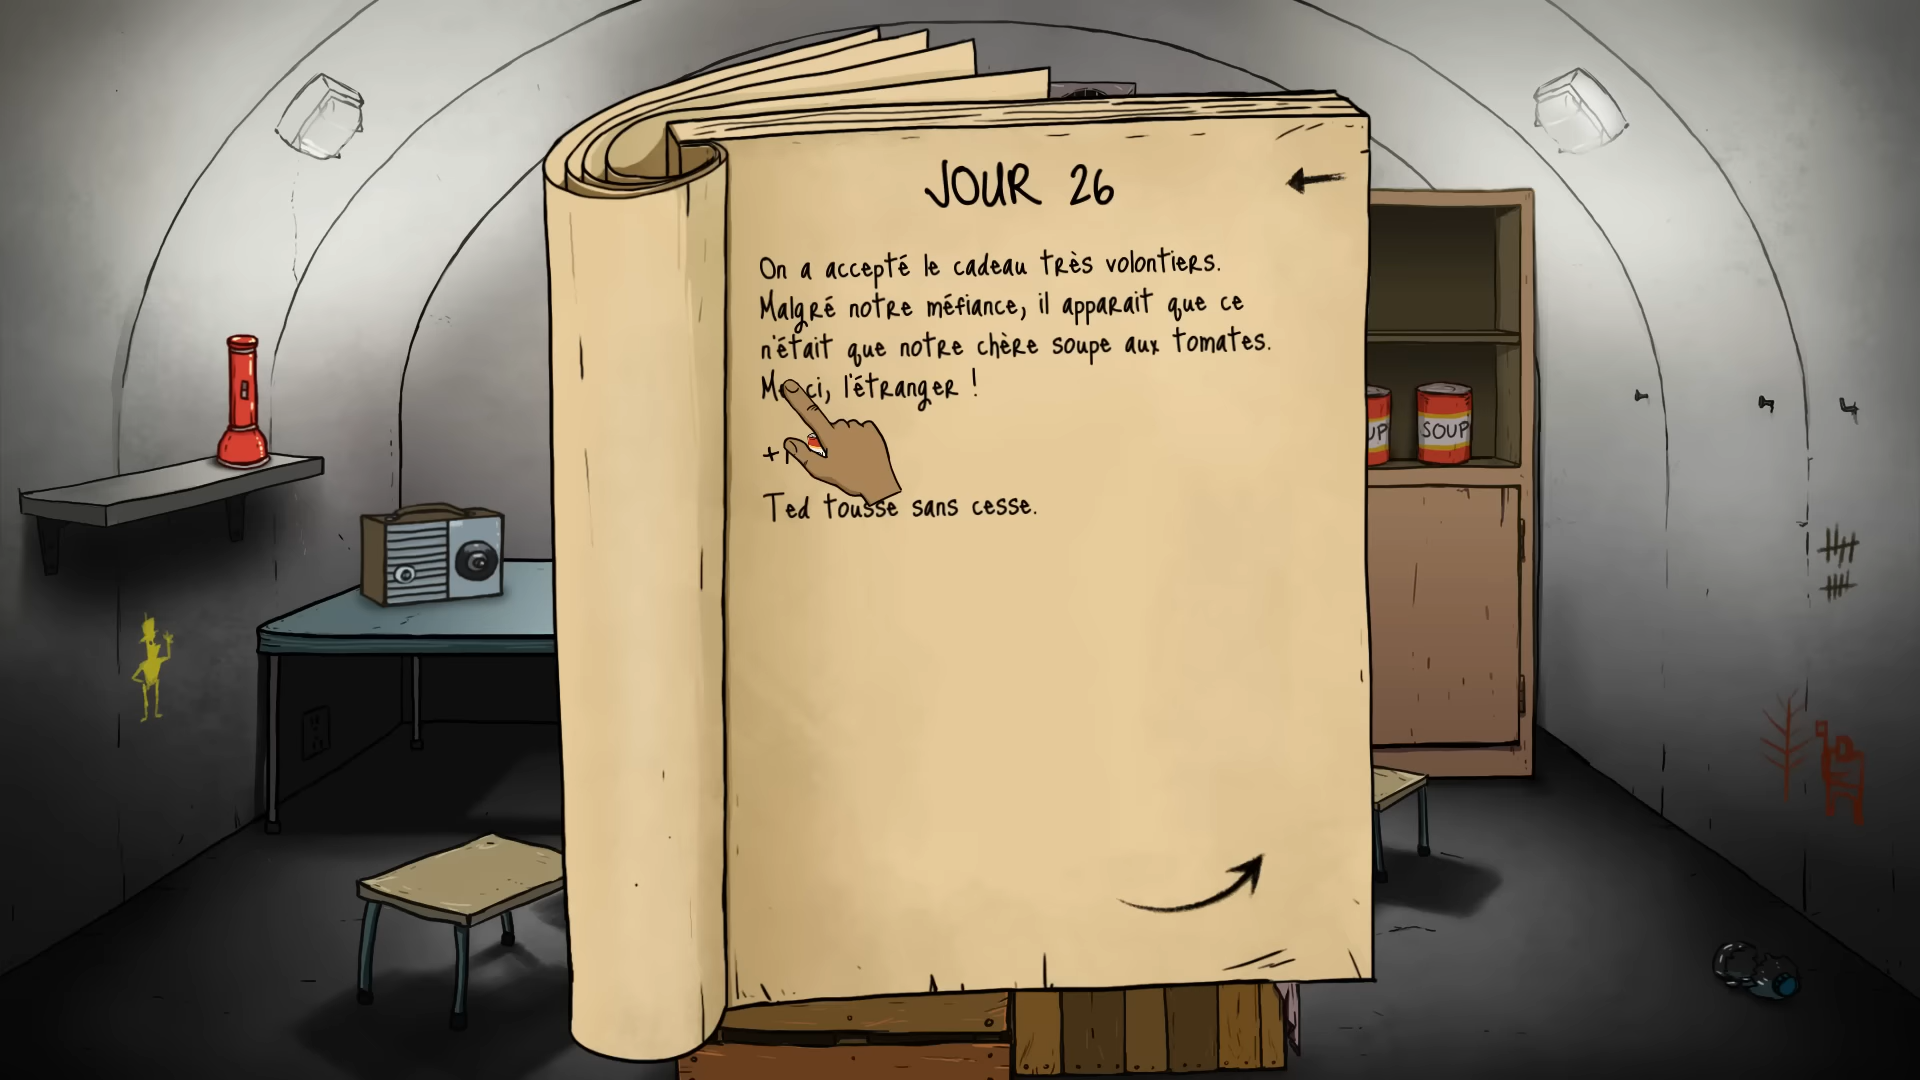 JOUR 26
On a accepté le cadeau très volontiers.
Malgré notre méfiance, il apparait que ce
n'était que notre chère soupe aux tomates.
l'étranger !
Ted tousse sans cesse.
SOUP